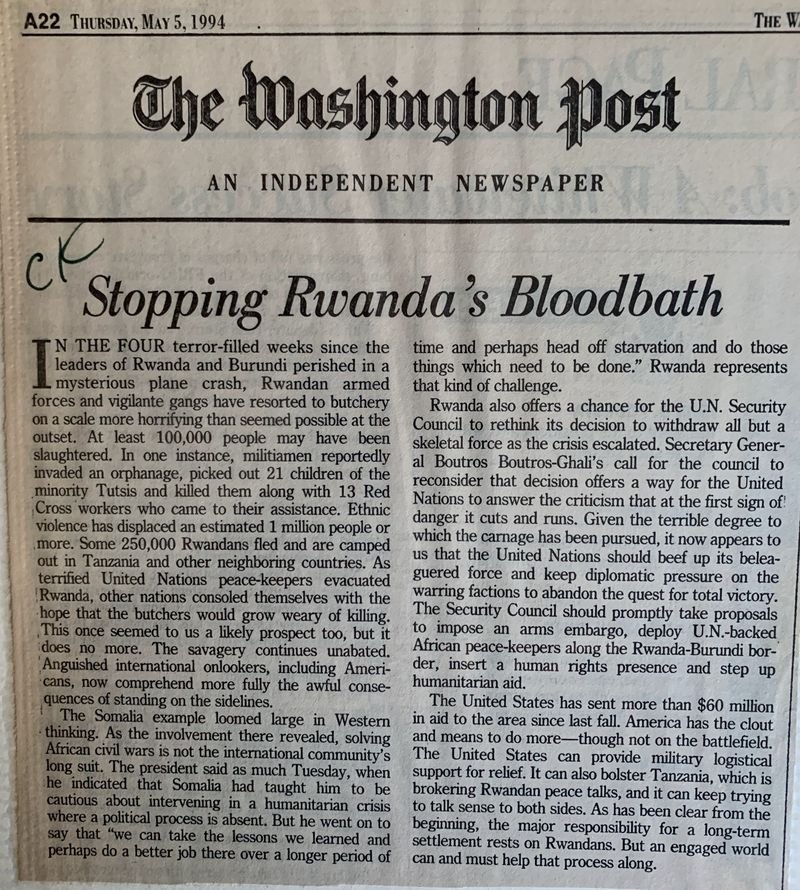 A22 THURSDAY, MAY 5, 1994
THE W
The Washington Post
AN INDEPENDENT NEWSPAPER
CK
Stopping Rwanda's Bloodbath
IN THE FOUR terror-filled weeks since the
leaders of Rwanda and Burundi perished in a
mysterious plane crash, Rwandan armed
forces and vigilante gangs have resorted to butchery
on a scale more horrifying than seemed possible at the
outset. At least 100,000 people may have been
slaughtered. In one instance, militiamen reportedly
invaded an orphanage, picked out 21 children of the
minority Tutsis and killed them along with 13 Red
Cross workers who came to their assistance. Ethnic
violence has displaced an estimated 1 million people or
more. Some 250,000 Rwandans fled and are camped
out in Tanzania and other neighboring countries. As
terrified United Nations peace-keepers evacuated
Rwanda, other nations consoled themselves with the
hope that the butchers would grow weary of killing.
This once seemed to us a likely prospect too, but it
does no more. The savagery continues unabated.
Anguished international onlookers, including Ameri-
cans, now comprehend more fully the awful conse-
quences of standing on the sidelines.
The Somalia example loomed large in Western
thinking. As the involvement there revealed, solving
African civil wars is not the international community's
long suit. The president said as much Tuesday, when
he indicated that Somalia had taught him to be
cautious about intervening in a humanitarian crisis
where a political process is absent. But he went on to
say that "we can take the lessons we learned and
perhaps do a better job there over a longer period of
time and perhaps head off starvation and do those
things which need to be done." Rwanda represents
that kind of challenge.
Rwanda also offers a chance for the U.N. Security
Council to rethink its decision to withdraw all but a
skeletal force as the crisis escalated. Secretary Gener-
al Boutros Boutros-Ghali's call for the council to
reconsider that decision offers a way for the United
Nations to answer the criticism that at the first sign of
danger it cuts and runs. Given the terrible degree to
which the carnage has been pursued, it now appears to
us that the United Nations should beef up its belea-
guered force and keep diplomatic pressure on the
warring factions to abandon the quest for total victory.
The Security Council should promptly take proposals
to impose an arms embargo, deploy U.N.-backed
African peace-keepers along the Rwanda-Burundi bor-
der, insert a human rights presence and step up
humanitarian aid.
The United States has sent more than $60 million
in aid to the area since last fall. America has the clout
and means to do more—though not on the battlefield.
The United States can provide military logistical
support for relief. It can also bolster Tanzania, which is
brokering Rwandan peace talks, and it can keep trying
to talk sense to both sides. As has been clear from the
beginning, the major responsibility for a long-term
settlement rests on Rwandans. But an engaged world
can and must help that process along.